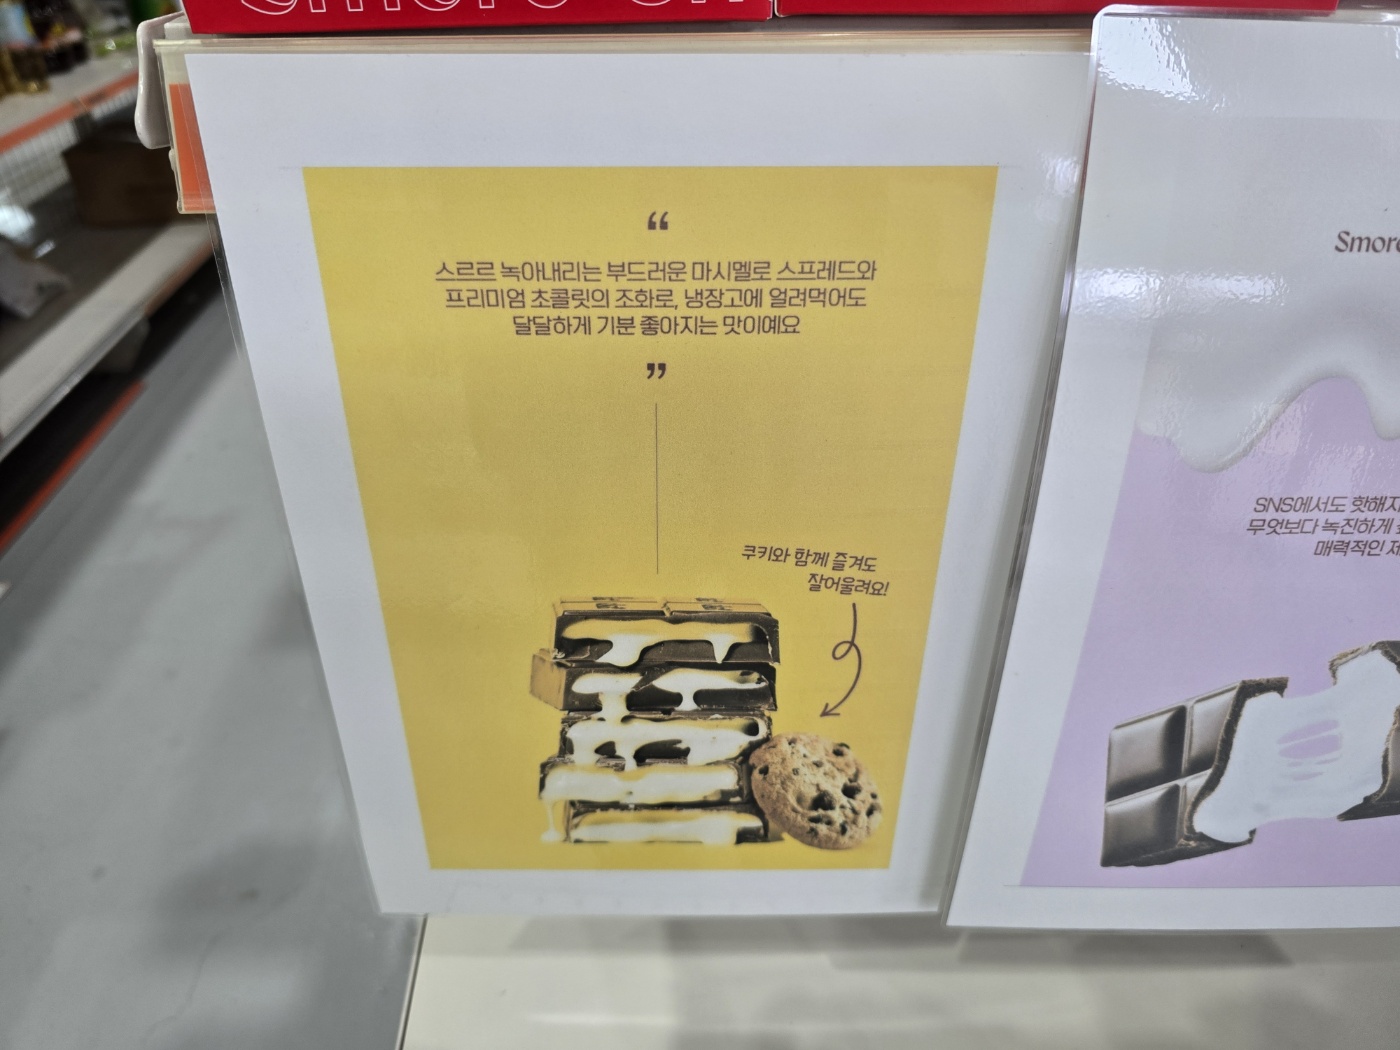 “
스르르 녹아내리는 부드러운 마시멜로 스프레드와
프리미엄 초콜릿의 조화로, 냉장고에 얼려먹어도
달달하게 기분 좋아지는 맛이예요
”
쿠키와 함께 즐겨도
잘어울려요!
SNS에서도 핫해지
무엇보다 녹진하게
매력적인